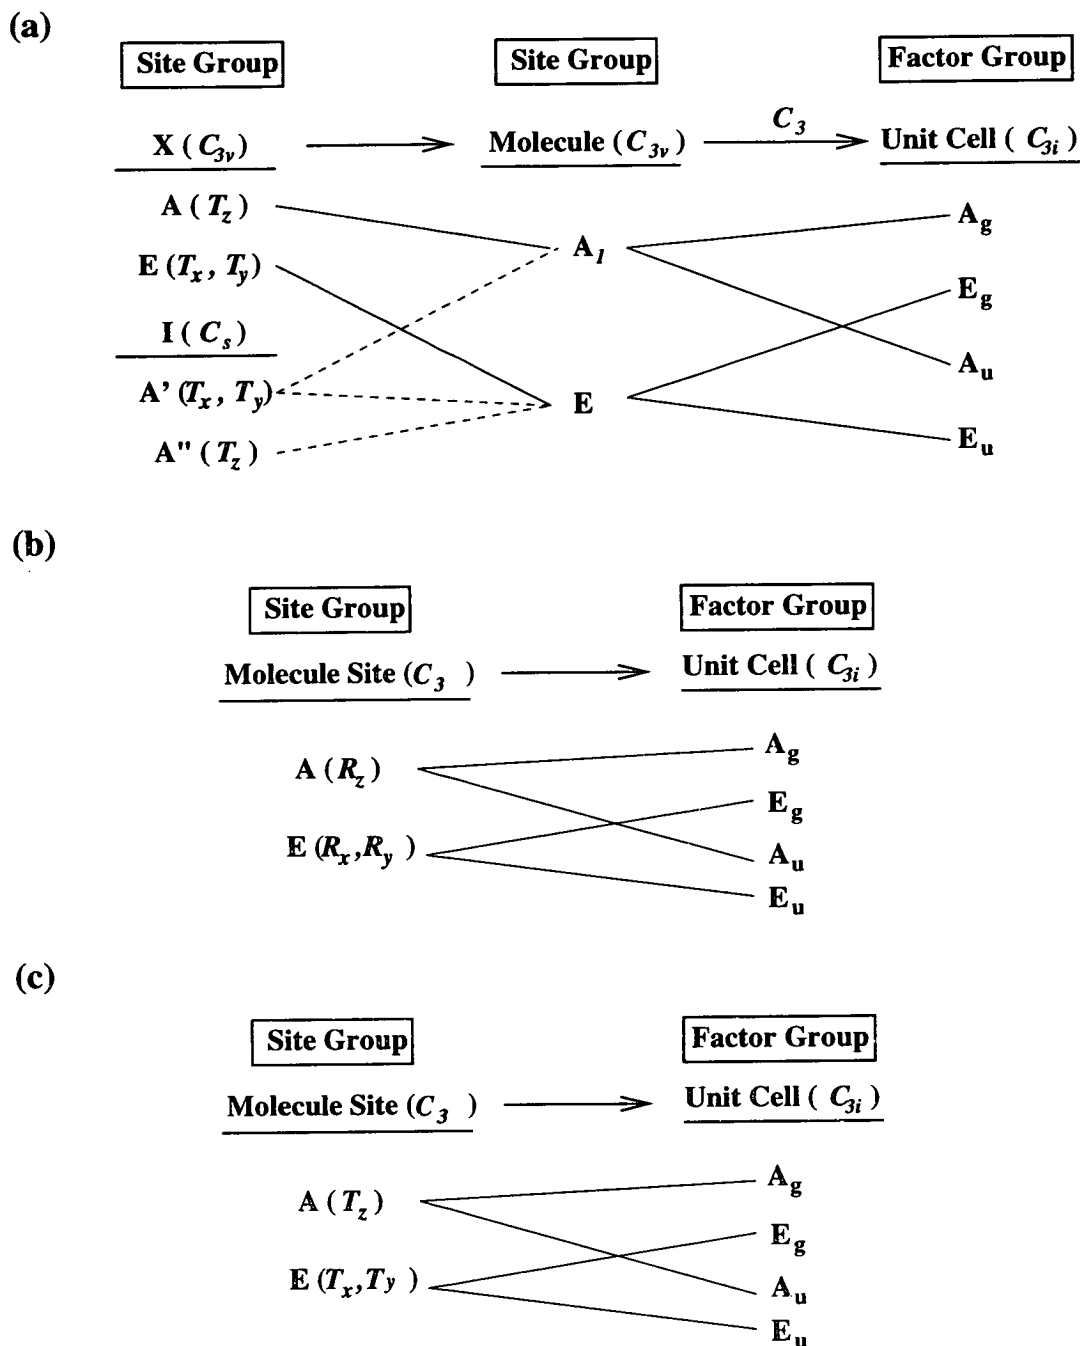 (a)
Site Group Site Group Factor Group
X ( C3v ) Molecule ( C3v ) C3 Unit Cell ( C3i )
A ( Tz )
E ( Tx , Ty )
I ( Cs )
A' ( Tx , Ty )
A" ( Tz )
A1
E
Ag
Eg
Au
Eu
(b)
Site Group Factor Group
Molecule Site ( C3 ) Unit Cell ( C3i )
A ( Rz )
E ( Rx , Ry )
Ag
Eg
Au
Eu
(c)
Site Group Factor Group
Molecule Site ( C3 ) Unit Cell ( C3i )
A ( Tz )
E ( Tx , Ty )
Ag
Eg
Au
Eu